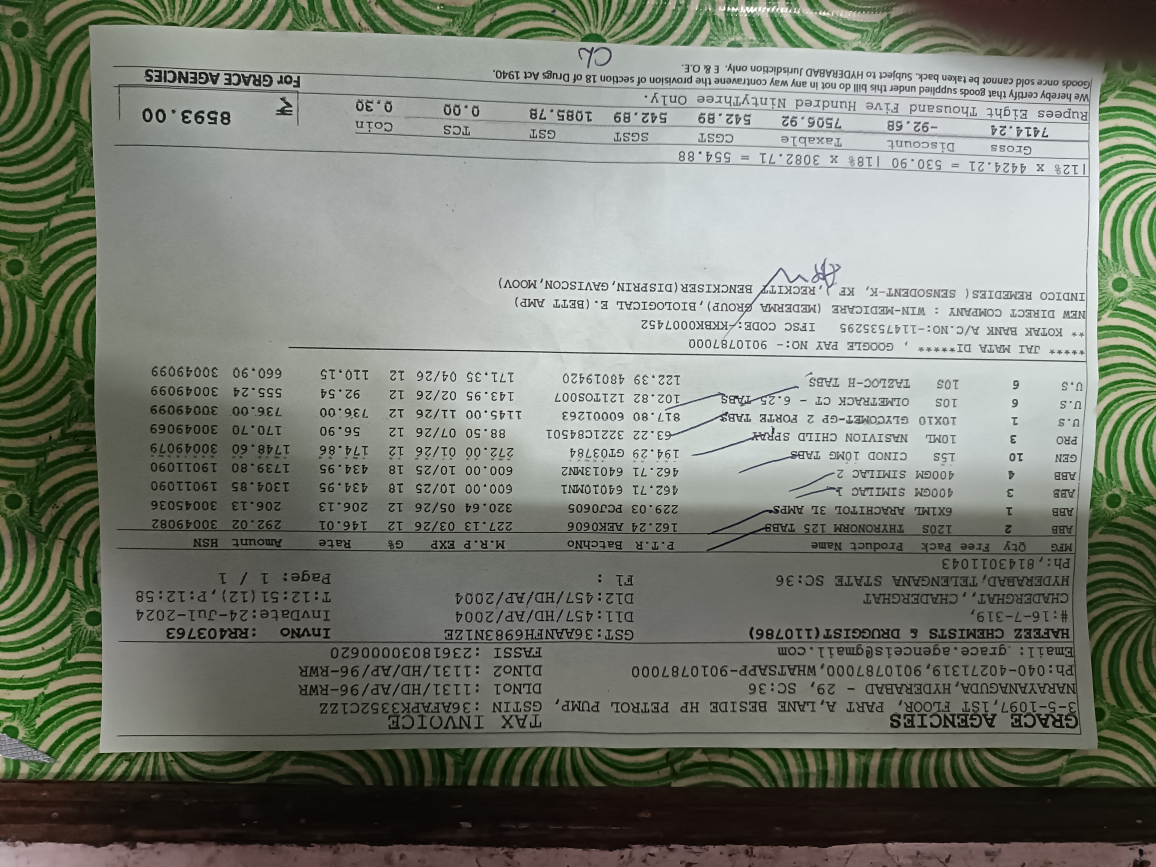 GRACE AGENCIES TAX INVOICE
3-5-1097,1ST FLOOR, PART A,LANE BESIDE HP PETROL PUMP, GSTIN :36AFAPK3352C1ZZ
NARAYANAGUDA,HYDERABAD - 29, SC:36 DLNO1 :1131/HD/AP/96-RWR
Ph:040-40271319,9010787000,WHATSAPP-9010787000 DLNO2 :1131/HD/AP/96-RWR
Email: grace.agenceis@gmail.com FASSI :23618030000620
HAFEEZ CHEMISTS & DRUGGIST(110786) GST:36AANFH6983N1ZE InvNo :RR403763
#:16-7-319, D11:457/HD/AP/2004 InvDate:24-Jul-2024
CHADERGHAT,,CHADERGHAT D12:457/HD/AP/2004 T:12:51(12),P:12:58
HYDERABAD,TELENGANA STATE SC:36 Fl : Page: 1 / 1
Ph:,8143011043
MFG Qty Free Pack Product Name P.T.R BatchNo M.R.P EXP G% Rate Amount HSN
ABB 2 120S THYRONORM 125 TABS 162.24 AEK0606 227.13 03/26 12 146.01 292.02 30049082
ABB 1 6X1ML ARACHITOL 3L AMPS 229.03 PCJ0605 320.64 05/26 12 206.13 206.13 30045036
ABB 3 400GM SIMILAC 1 462.71 64010MN1 600.00 10/25 18 434.95 1304.85 19011090
ABB 4 400GM SIMILAC 2 462.71 64013MN2 600.00 10/25 18 434.95 1739.80 19011090
GEN 10 15S CINOD 10MG TABS 194.29 GTO3784 272.00 01/26 12 174.86 1748.60 30049079
PRO 3 10ML NASIVION CHILD SPRAY 63.22 3221C84501 88.50 07/26 12 56.90 170.70 30049069
U.S 1 10X10 GLYCOMET-GP 2 FORTE TABS 817.80 60001263 1145.00 11/26 12 736.00 736.00 30049099
U.S 6 10S OLMETRACK CT - 6.25 TABS 102.82 121TCS007 143.95 02/26 12 92.54 555.24 30049099
U.S 6 10S TAZLOC-H TABS 122.39 48019420 171.35 04/26 12 110.15 660.90 30049099
***** JAI MATA DI***** , GOOGLE PAY NO:- 9010787000
** KOTAK BANK A/C.NO:-1147535295 IFSC CODE:-KKBK0007452
NEW DIRECT COMPANY : WIN-MEDICARE (MEDERMA GROUP),BIOLOGICAL E.(BETT AMP)
INDICO REMEDIES( SENSODENT-K, KF ),RECKITT BENCKISER(DISPRIN,GAVISCON,MOOV)
|12% x 4424.21 = 530.90 |18% x 3082.71 = 554.88
Gross Discount Taxable CGST SGST GST TCS Coin
7414.24 -92.68 7506.92 542.89 542.89 1085.78 0.00 0.30 ₹ 8593.00
Rupees Eight Thousand Five Hundred NintyThree Only.
We hereby certify that goods supplied under this bill do not in any way contravene the provision of section 18 of Drugs Act 1940. For GRACE AGENCIES
Goods once sold cannot be taken back. Subject to HYDERABAD Jurisdiction only. E & O.E.